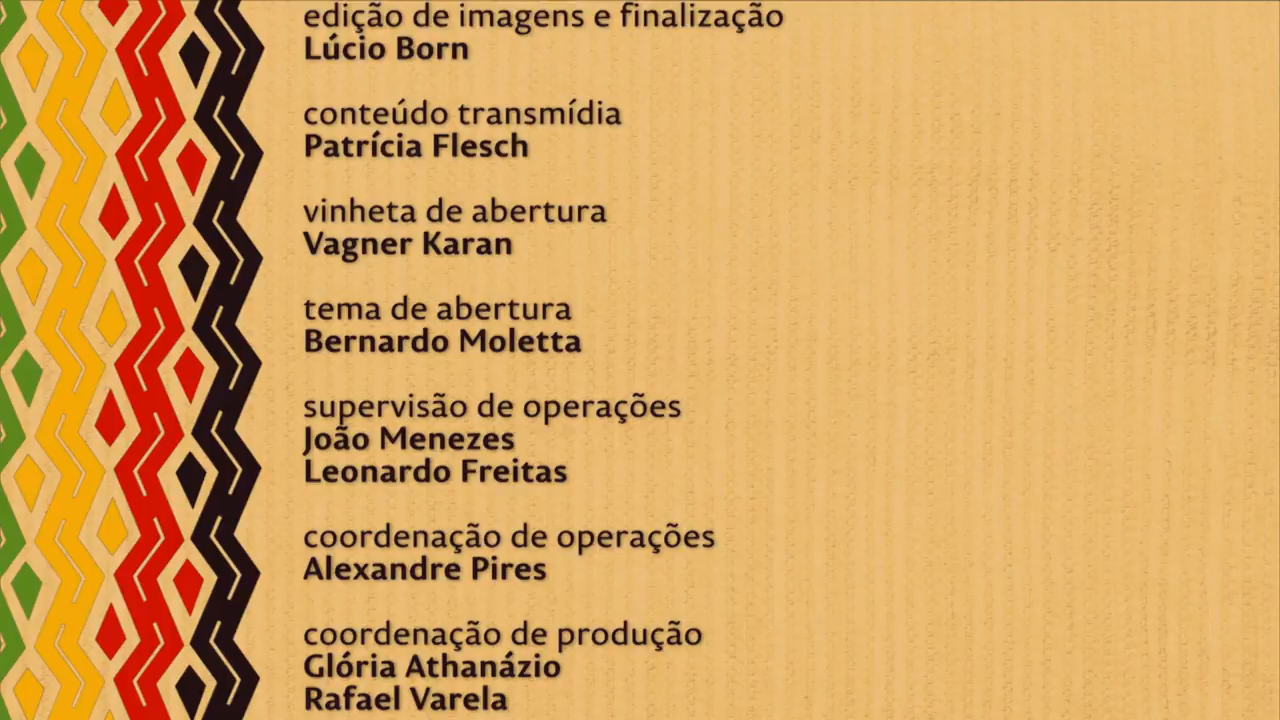 edição de imagens e finalização
Lúcio Born
conteúdo transmídia
Patrícia Flesch
vinheta de abertura
Vagner Karan
tema de abertura
Bernardo Moletta
supervisão de operações
João Menezes
Leonardo Freitas
coordenação de operações
Alexandre Pires
coordenação de produção
Glória Athanázio
Rafael Varela